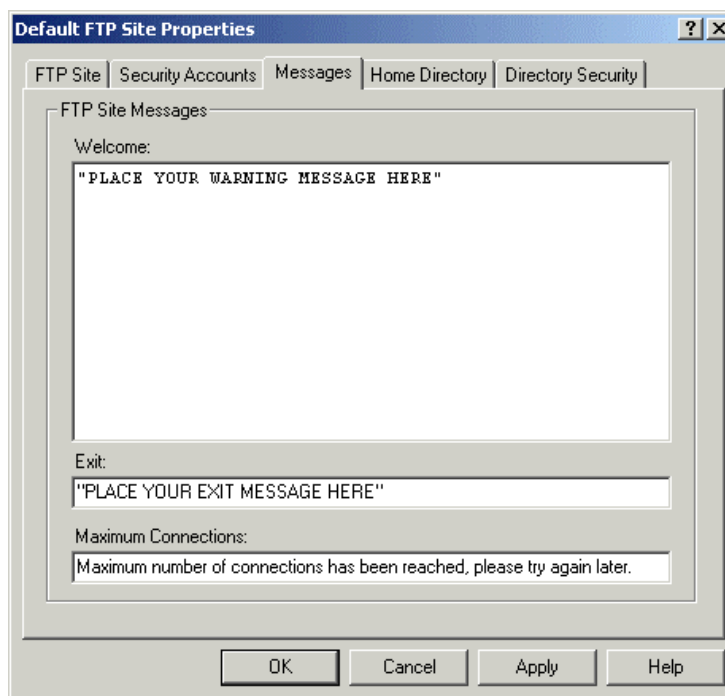 Default FTP Site Properties
? X
FTP Site Security Accounts Messages Home Directory Directory Security
FTP Site Messages
Welcome:
"PLACE YOUR WARNING MESSAGE HERE"
Exit:
"PLACE YOUR EXIT MESSAGE HERE"
Maximum Connections:
Maximum number of connections has been reached, please try again later.
OK Cancel Apply Help